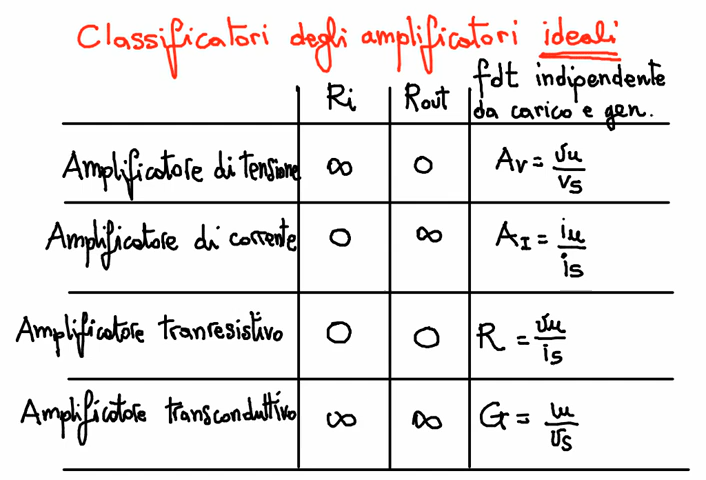 Classificatori degli amplificatori ideali
Ri Rout fdt indipendente
da carico e gen.
Amplificatore di tensione ∞ 0 Av = vu/vs
Amplificatore di corrente 0 ∞ AI = iu/is
Amplificatore tranresistivo 0 0 R = vu/is
Amplificatore transconduttivo ∞ ∞ G = iu/vs